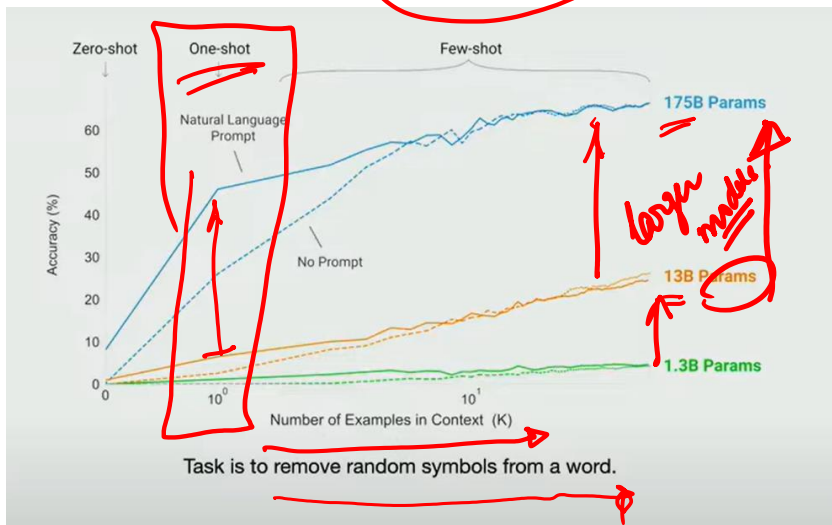 Zero-shot
One-shot
Few-shot
Natural Language
Prompt
No Prompt
175B Params
larger
models
13B Params
1.3B Params
Accuracy (%)
60
50
40
30
20
10
0
0
10⁰
10¹
Number of Examples in Context (K)
Task is to remove random symbols from a word.